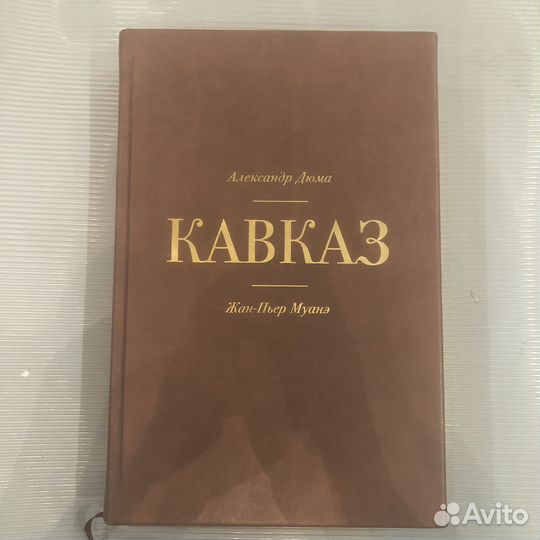 Александр Дюма
КАВКАЗ
Жан-Пьер Муанэ
Avito